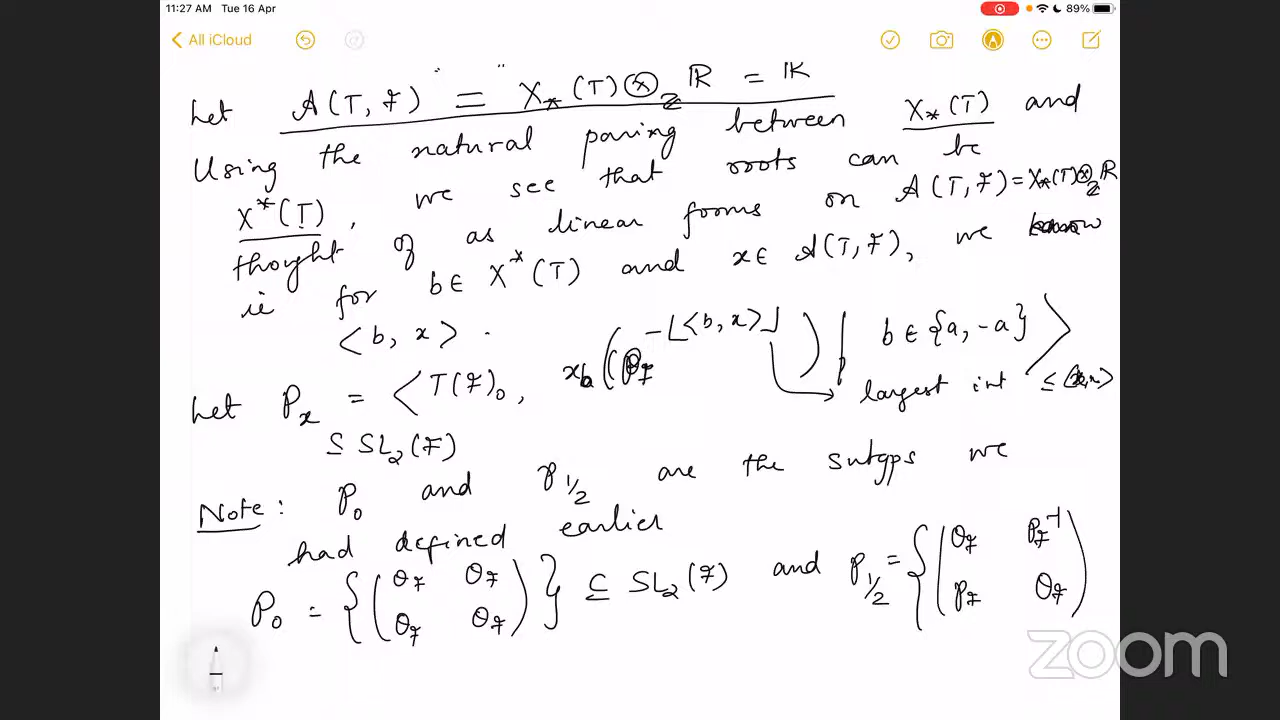 11:27 AM Tue 16 Apr 89%
All iCloud
Let A(T, F) = X_*(T) ⊗_Z R = R
Using the natural paring between X_*(T) and
X^*(T), we see that roots can be
thoght of as linear forms on A(T, F) = X_*(T) ⊗_Z R
ie for b ∈ X^*(T) and x ∈ A(T, F), we know
<b, x> .
Let P_x = < T(F)_0, x_b (P_F^{-⌊<b, x>⌋}) | b ∈ {a, -a} >
→ largest int ≤
⊆ SL_2(F)
Note: P_0 and P_{1/2} are the subgps we
had defined earlier
P_0 = { ( O_F O_F
O_F O_F ) } ⊆ SL_2(F) and P_{1/2} = { ( O_F P_F^{-1}
P_F O_F )
zoom